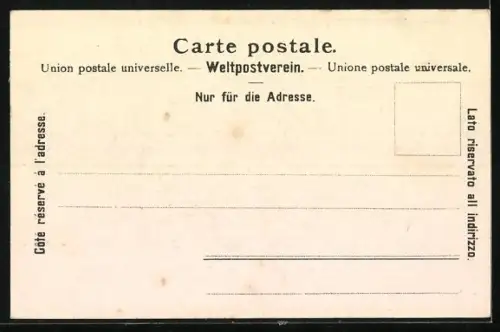 Carte postale.
Union postale universelle. — Weltpostverein. — Unione postale universale.
Nur für die Adresse.
Côté réservé à l'adresse.
Lato riservato all indirizzo.